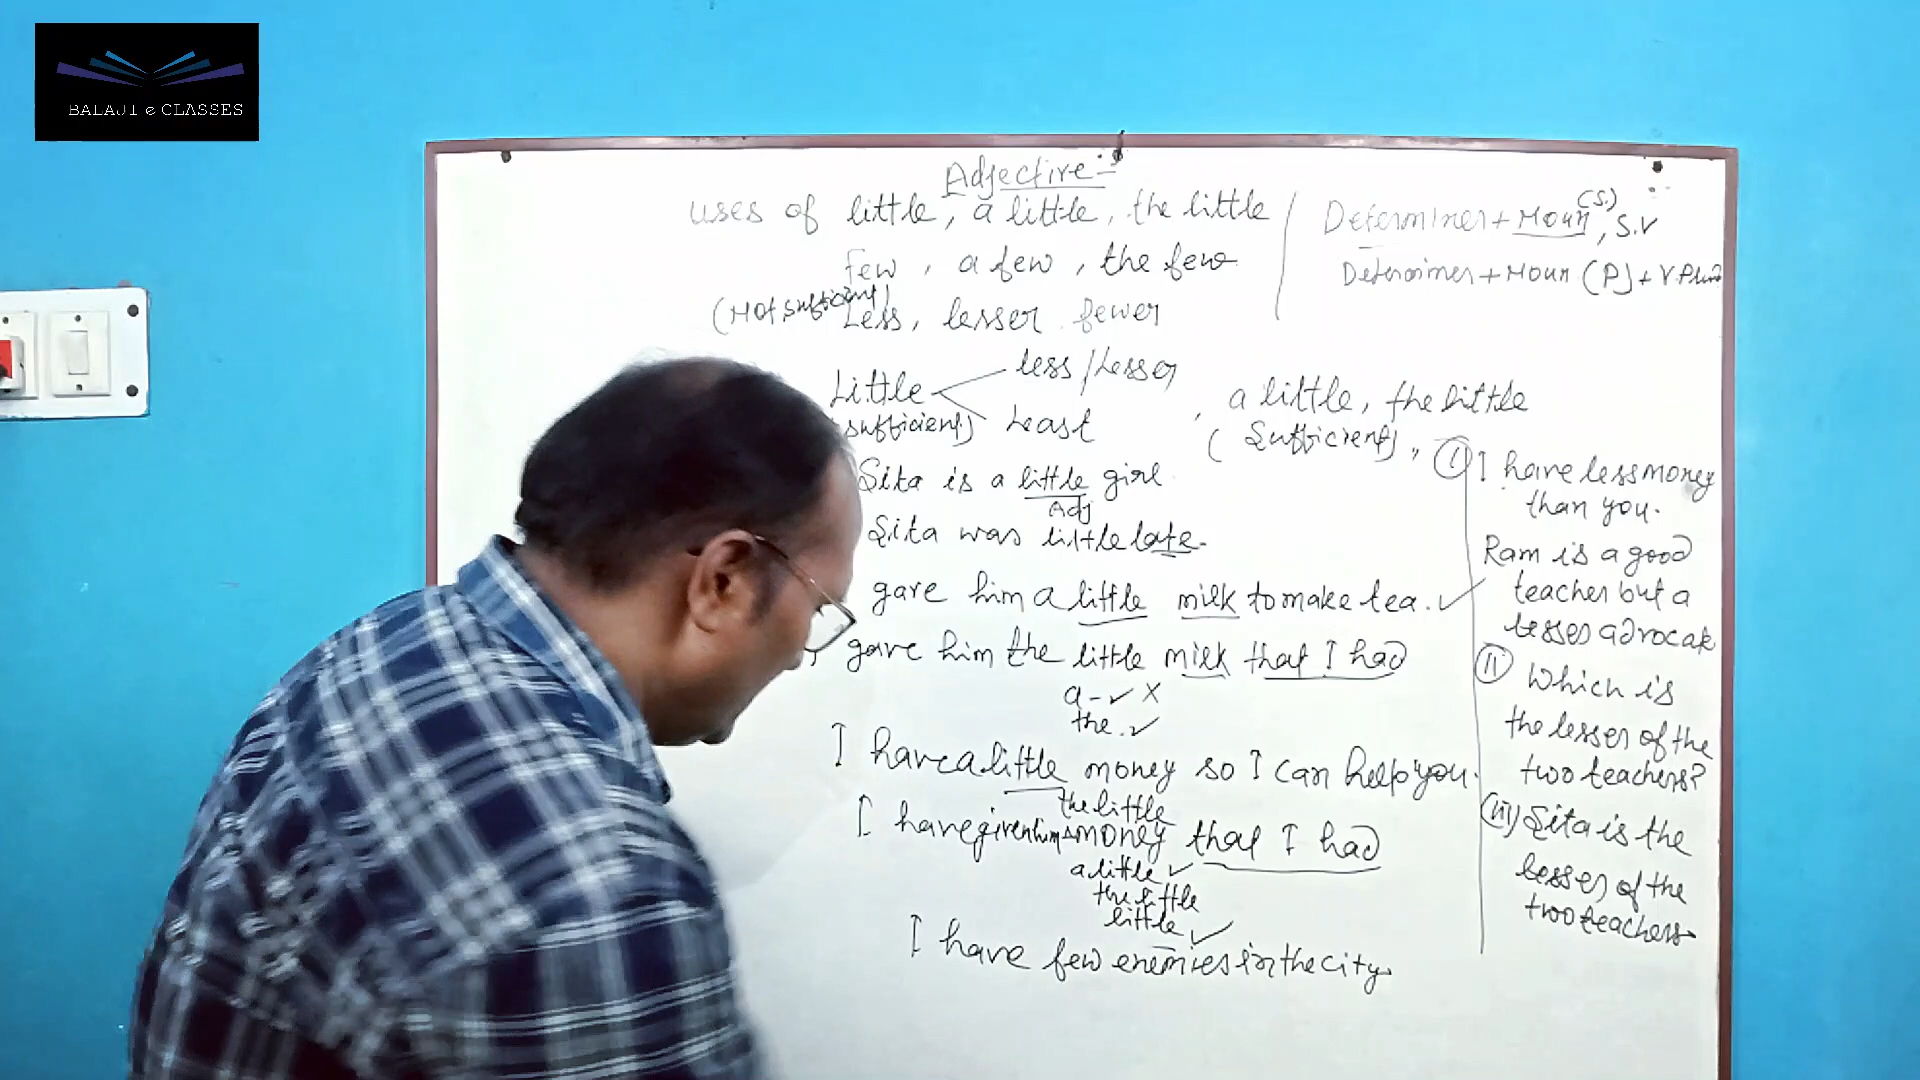 BALAJI e CLASSES
Adjective:-
uses of little, a little, the little
few, a few, the few
(Not sufficient)
Less, lesser fewer
Determiner + Noun (S.), S.V
Determiner + Noun (P) + V.
Little
less / Lesser
sufficient)
Least
, a little, the little
(Sufficient),
Sita is a little girl
Adj
Sita was little late.
gave him a little milk to make tea. ✓
gave him the little milk that I had
a - ✓ X
the. ✓
I have a little money so I can help you.
the little
I have given him money that I had
a little ✓
the little
little ✓
I have few enemies in the city.
(I) I have less money
than you.
Ram is a good
teacher but a
lesser advocate
(II) Which is
the lesser of the
two teachers?
(III) Sita is the
lesser of the
two teachers